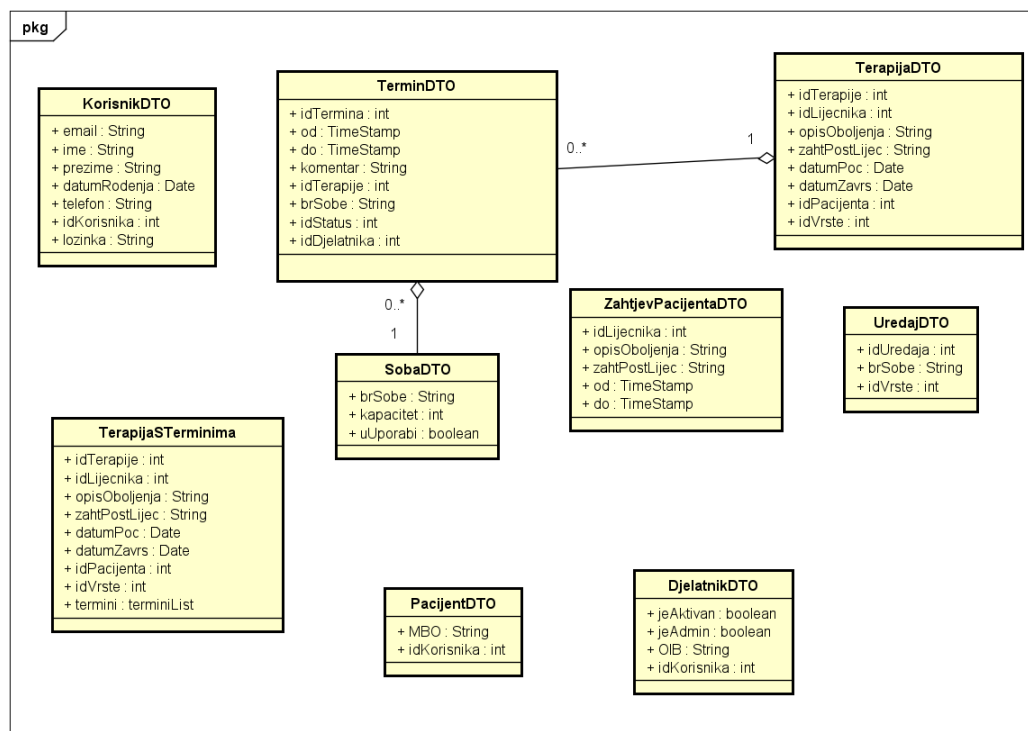 pkg
KorisnikDTO
+ email : String
+ ime : String
+ prezime : String
+ datumRodenja : Date
+ telefon : String
+ idKorisnika : int
+ lozinka : String
TerminDTO
+ idTermina : int
+ od : TimeStamp
+ do : TimeStamp
+ komentar : String
+ idTerapije : int
+ brSobe : String
+ idStatus : int
+ idDjelatnika : int
0..*
1
TerapijaDTO
+ idTerapije : int
+ idLijecnika : int
+ opisOboljenja : String
+ zahtPostLijec : String
+ datumPoc : Date
+ datumZavrs : Date
+ idPacijenta : int
+ idVrste : int
0..*
1
SobaDTO
+ brSobe : String
+ kapacitet : int
+ uUporabi : boolean
ZahtjevPacijentaDTO
+ idLijecnika : int
+ opisOboljenja : String
+ zahtPostLijec : String
+ od : TimeStamp
+ do : TimeStamp
UredajDTO
+ idUredaja : int
+ brSobe : String
+ idVrste : int
TerapijaSTerminima
+ idTerapije : int
+ idLijecnika : int
+ opisOboljenja : String
+ zahtPostLijec : String
+ datumPoc : Date
+ datumZavrs : Date
+ idPacijenta : int
+ idVrste : int
+ termini : terminiList
PacijentDTO
+ MBO : String
+ idKorisnika : int
DjelatnikDTO
+ jeAktivan : boolean
+ jeAdmin : boolean
+ OIB : String
+ idKorisnika : int